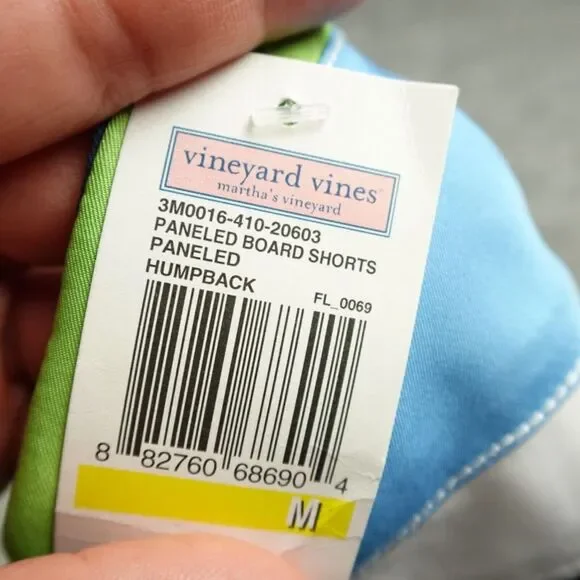 vineyard vines
martha's vineyard
3M0016-410-20603
PANELED BOARD SHORTS
PANELED
HUMPBACK
FL_0069
8 82760 68690 4
M